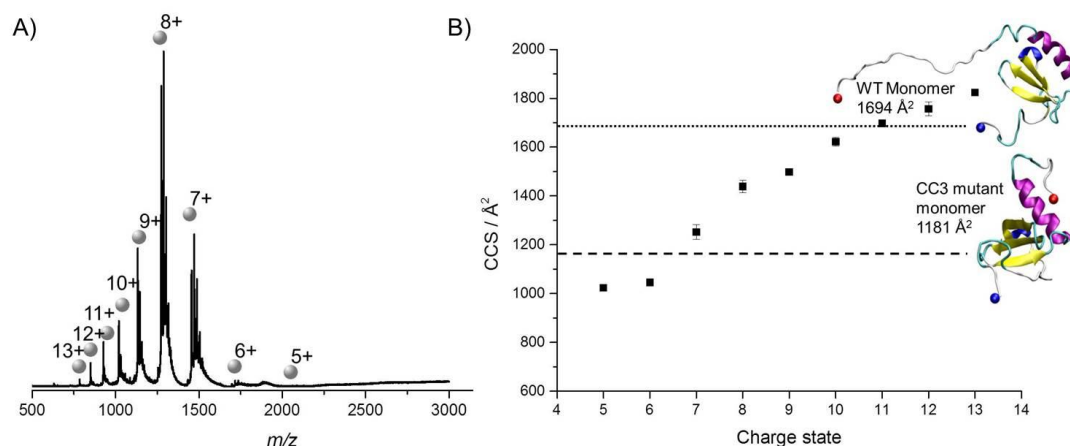 A)
8+
7+
9+
10+
11+
12+
13+
6+
5+
500 1000 1500 2000 2500 3000
m/z
B)
2000
1800
1600
1400
1200
1000
800
600
CCS / Å²
WT Monomer
1694 Å²
CC3 mutant
monomer
1181 Å²
4 5 6 7 8 9 10 11 12 13 14
Charge state